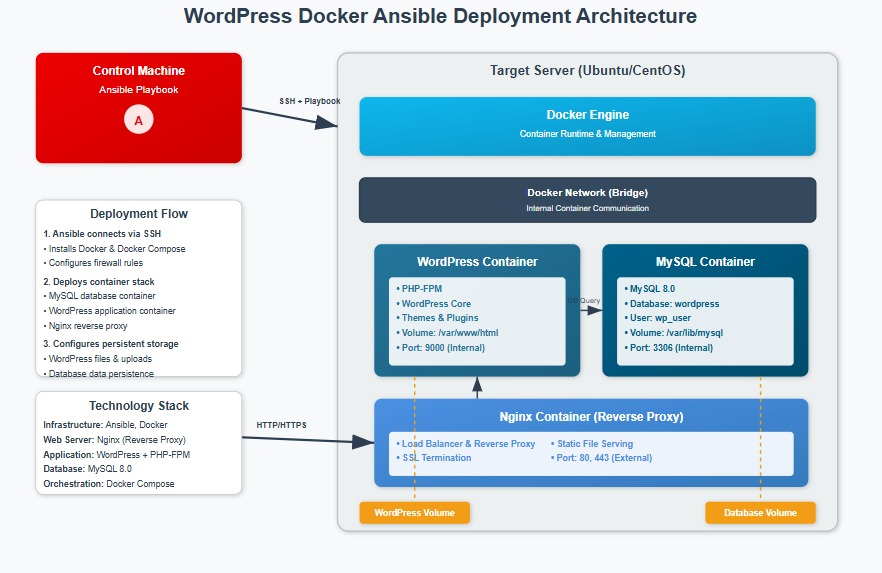 WordPress Docker Ansible Deployment Architecture
Control Machine
Ansible Playbook
A
SSH + Playbook
Target Server (Ubuntu/CentOS)
Docker Engine
Container Runtime & Management
Docker Network (Bridge)
Internal Container Communication
Deployment Flow
1. Ansible connects via SSH
• Installs Docker & Docker Compose
• Configures firewall rules
2. Deploys container stack
• MySQL database container
• WordPress application container
• Nginx reverse proxy
3. Configures persistent storage
• WordPress files & uploads
• Database data persistence
WordPress Container
• PHP-FPM
• WordPress Core
• Themes & Plugins
• Volume: /var/www/html
• Port: 9000 (Internal)
DB Query
MySQL Container
• MySQL 8.0
• Database: wordpress
• User: wp_user
• Volume: /var/lib/mysql
• Port: 3306 (Internal)
Technology Stack
Infrastructure: Ansible, Docker
Web Server: Nginx (Reverse Proxy)
Application: WordPress + PHP-FPM
Database: MySQL 8.0
Orchestration: Docker Compose
HTTP/HTTPS
Nginx Container (Reverse Proxy)
• Load Balancer & Reverse Proxy
• Static File Serving
• SSL Termination
• Port: 80, 443 (External)
WordPress Volume
Database Volume